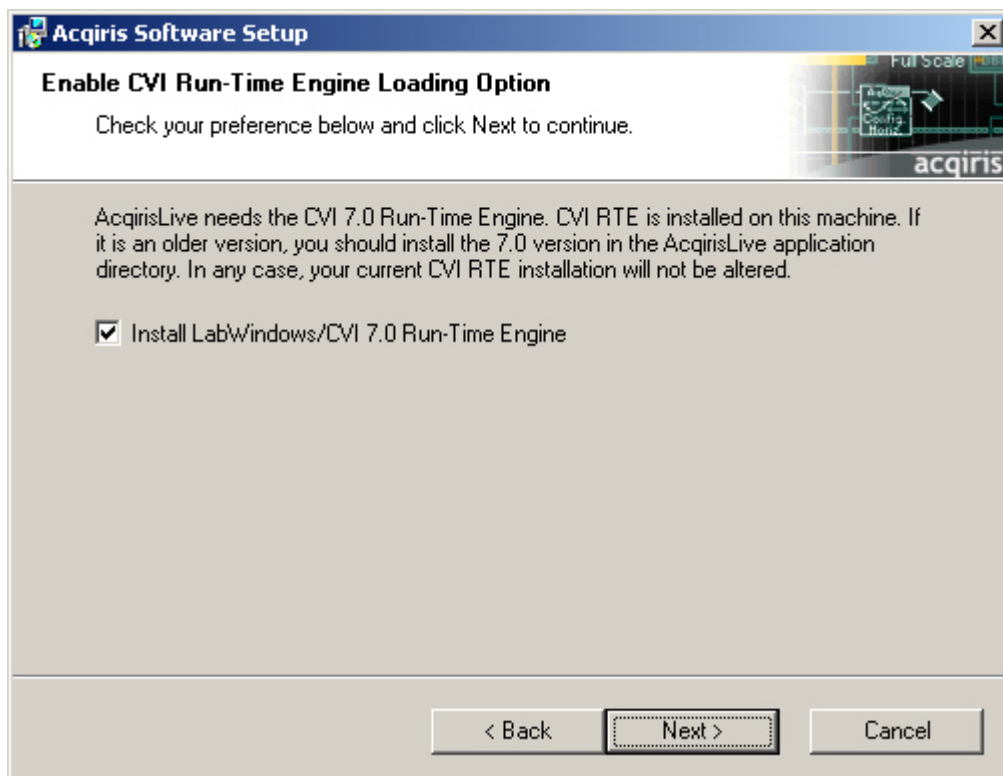 Acqiris Software Setup
Enable CVI Run-Time Engine Loading Option
Check your preference below and click Next to continue.
Full Scale
Config.
Horiz.
acqiris
AcqirisLive needs the CVI 7.0 Run-Time Engine. CVI RTE is installed on this machine. If
it is an older version, you should install the 7.0 version in the AcqirisLive application
directory. In any case, your current CVI RTE installation will not be altered.
Install LabWindows/CVI 7.0 Run-Time Engine
< Back
Next >
Cancel